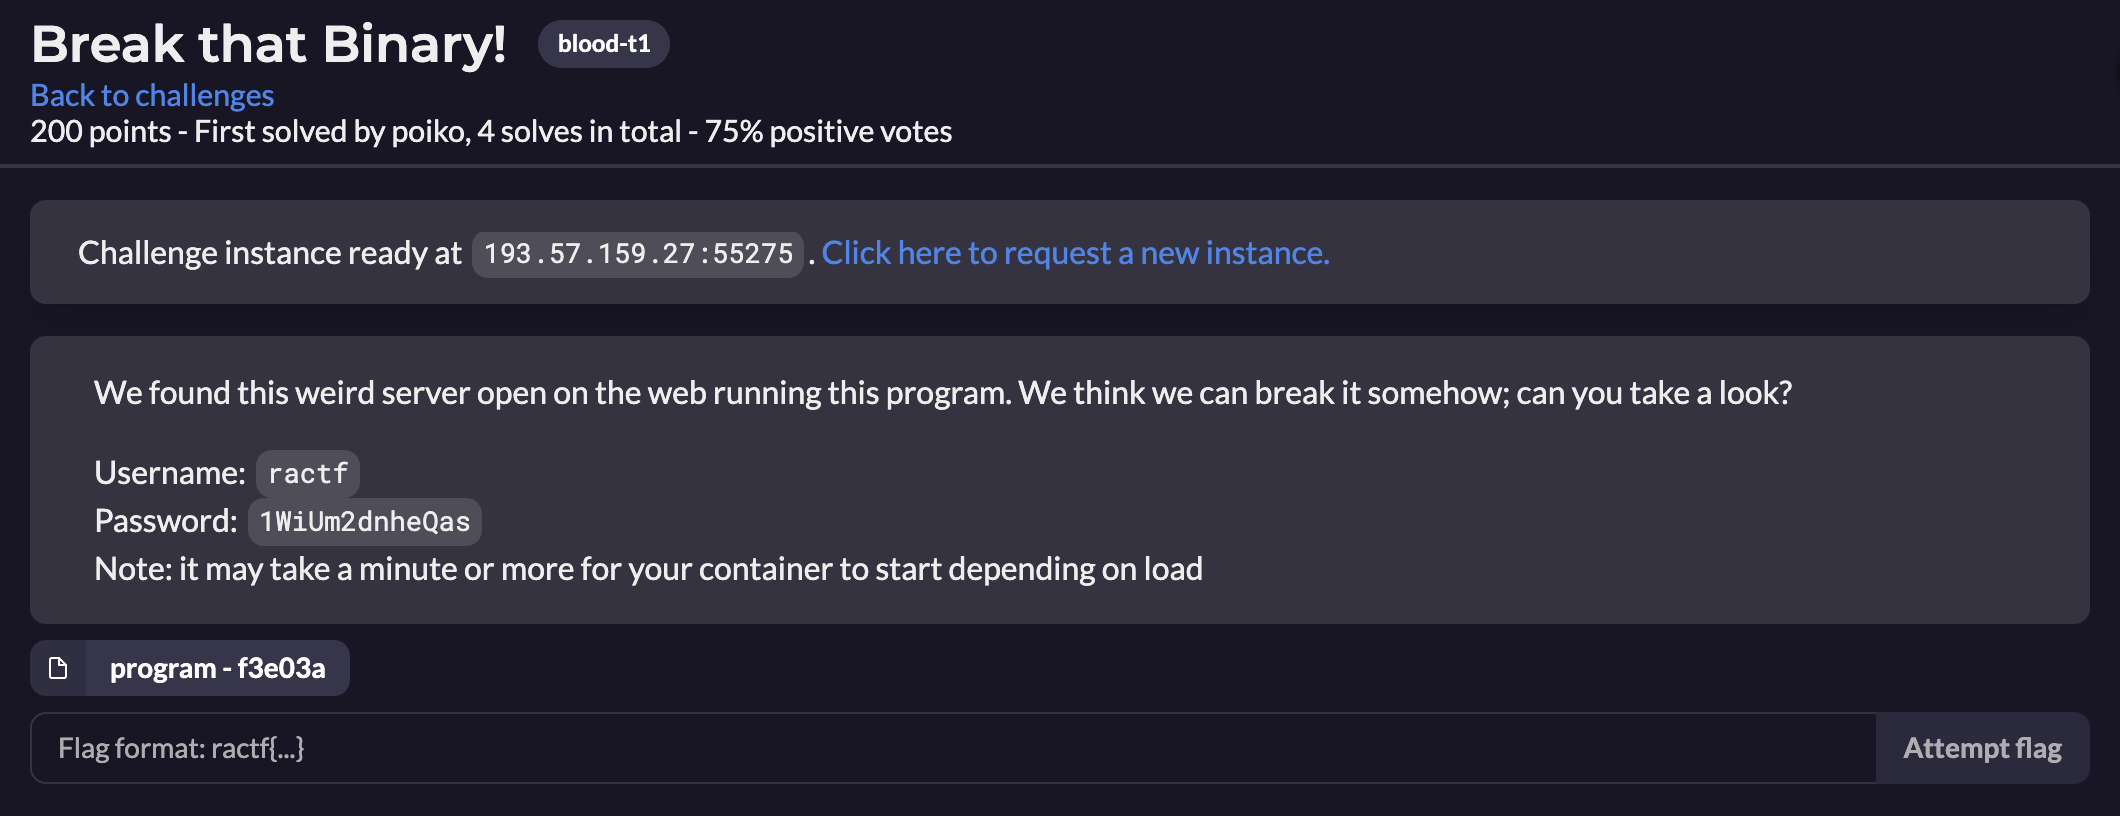 Break that Binary! blood-t1
Back to challenges
200 points - First solved by poiko, 4 solves in total - 75% positive votes
Challenge instance ready at 193.57.159.27:55275. Click here to request a new instance.
We found this weird server open on the web running this program. We think we can break it somehow; can you take a look?
Username: ractf
Password: 1WiUm2dnheQas
Note: it may take a minute or more for your container to start depending on load
program - f3e03a
Flag format: ractf{...} Attempt flag